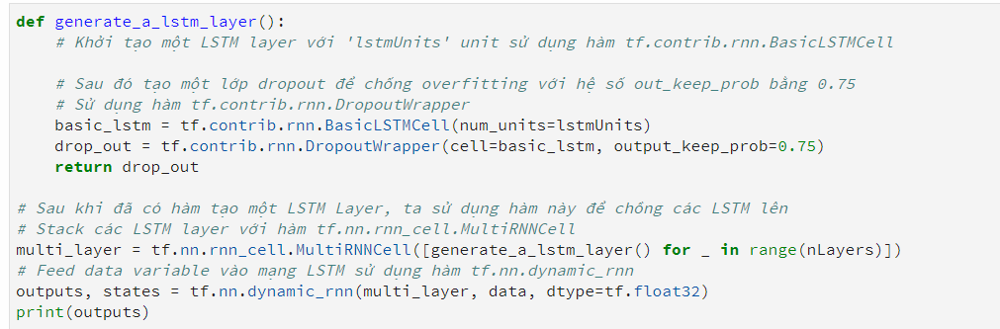 def generate_a_lstm_layer():
    # Khởi tạo một LSTM layer với 'lstmUnits' unit sử dụng hàm tf.contrib.rnn.BasicLSTMCell
    # Sau đó tạo một lớp dropout để chống overfitting với hệ số out_keep_prob bằng 0.75
    # Sử dụng hàm tf.contrib.rnn.DropoutWrapper
    basic_lstm = tf.contrib.rnn.BasicLSTMCell(num_units=lstmUnits)
    drop_out = tf.contrib.rnn.DropoutWrapper(cell=basic_lstm, output_keep_prob=0.75)
    return drop_out
# Sau khi đã có hàm tạo một LSTM Layer, ta sử dụng hàm này để chồng các LSTM lên
# Stack các LSTM layer với hàm tf.nn.rnn_cell.MultiRNNCell
multi_layer = tf.nn.rnn_cell.MultiRNNCell([generate_a_lstm_layer() for _ in range(nLayers)])
# Feed data variable vào mạng LSTM sử dụng hàm tf.nn.dynamic_rnn
outputs, states = tf.nn.dynamic_rnn(multi_layer, data, dtype=tf.float32)
print(outputs)